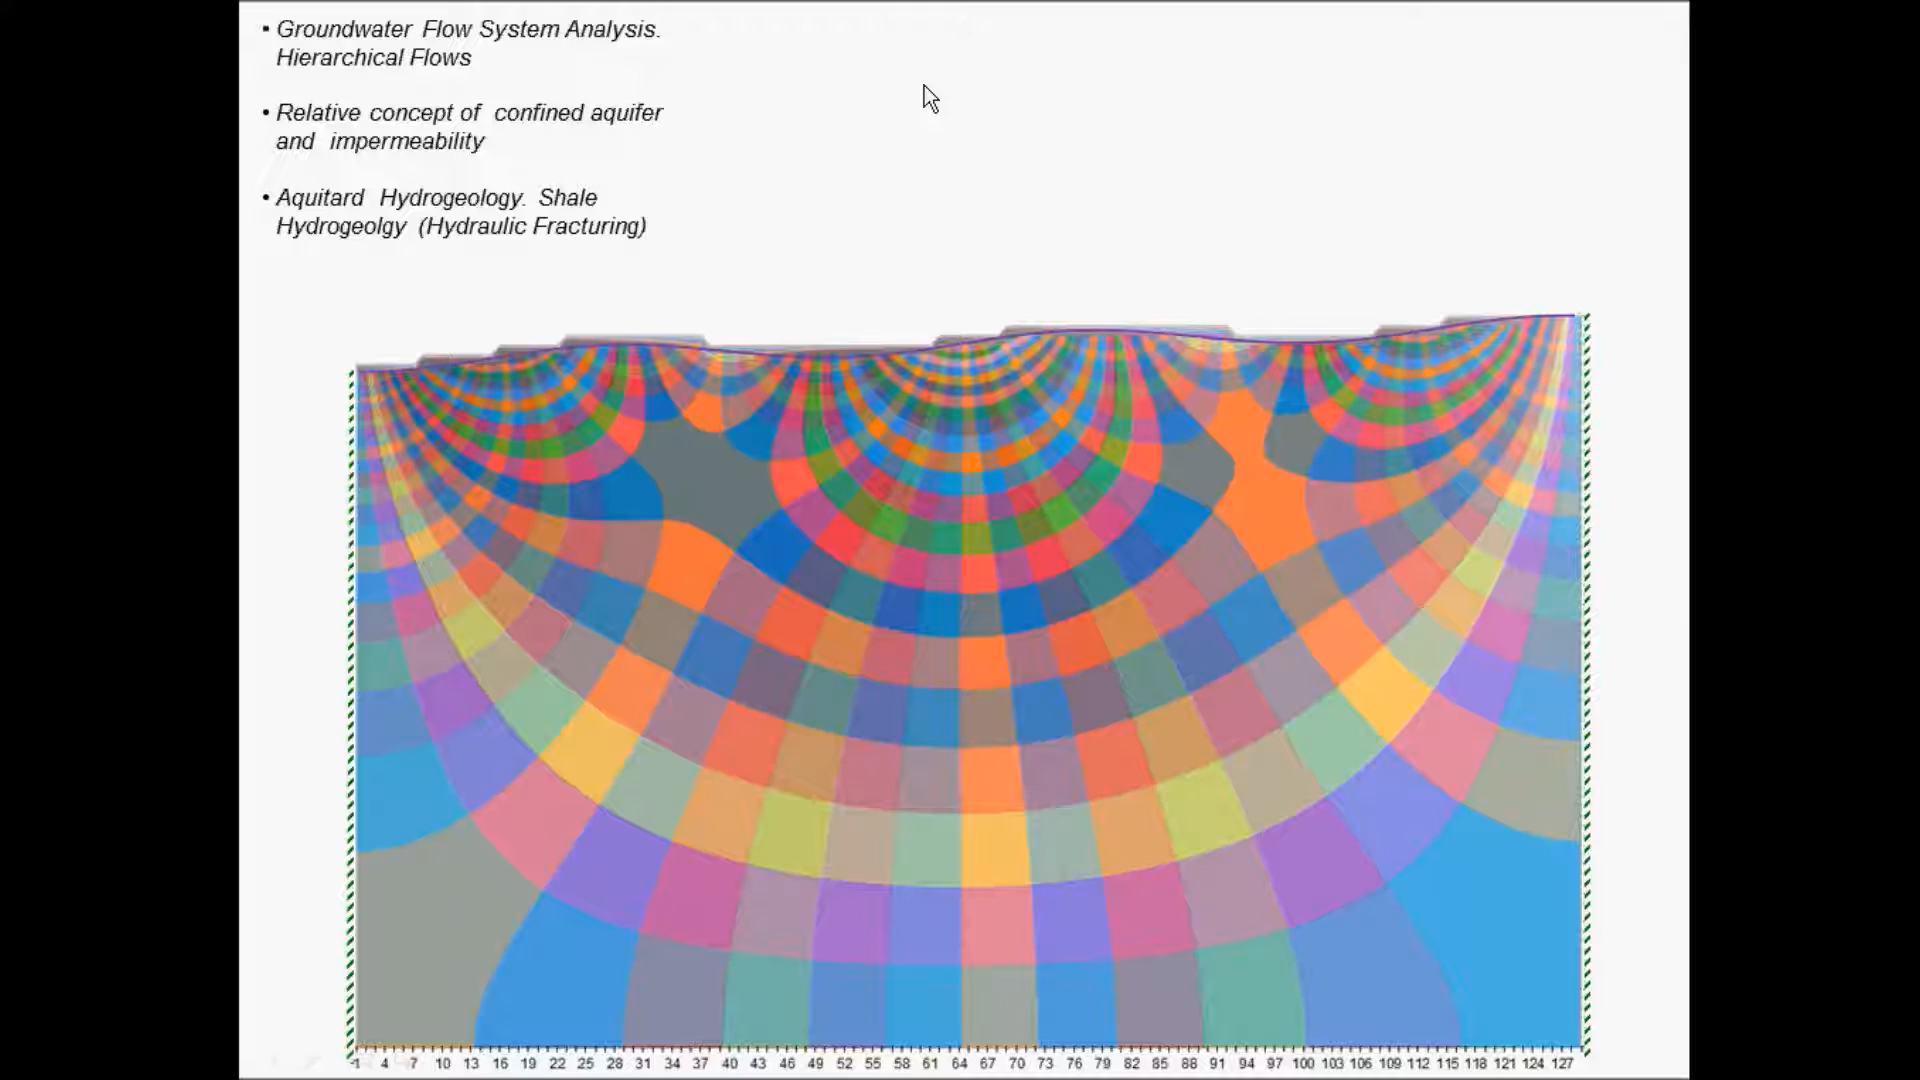 • Groundwater Flow System Analysis.
Hierarchical Flows
• Relative concept of confined aquifer
and impermeability
• Aquitard Hydrogeology. Shale
Hydrogeolgy (Hydraulic Fracturing)
-1 4 7 10 13 16 19 22 25 28 31 34 37 40 43 46 49 52 55 58 61 64 67 70 73 76 79 82 85 88 91 94 97 100 103 106 109 112 115 118 121 124 127